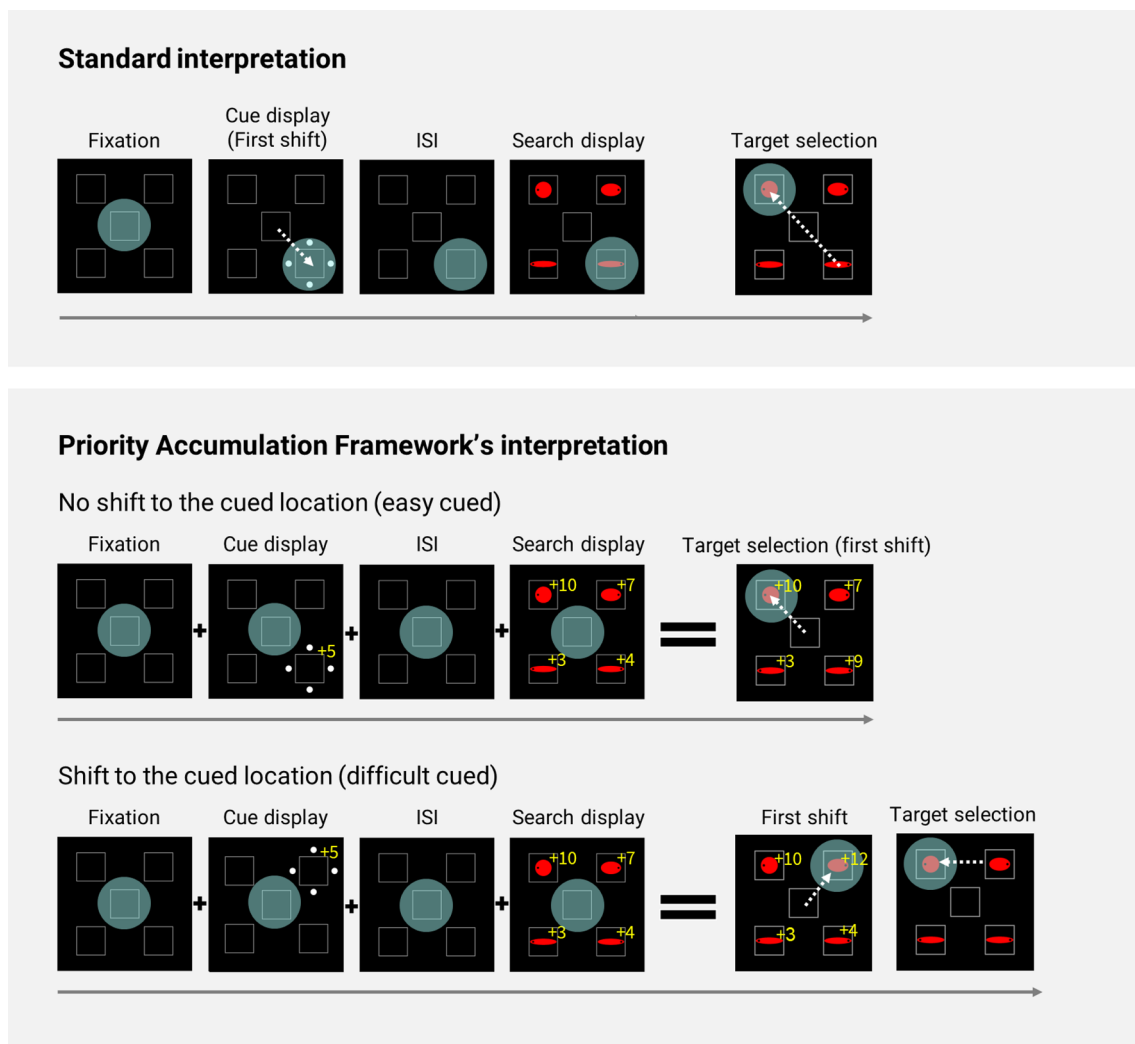 Standard interpretation
Fixation
Cue display
(First shift)
ISI
Search display
Target selection
Priority Accumulation Framework's interpretation
No shift to the cued location (easy cued)
Fixation
Cue display
ISI
Search display
Target selection (first shift)
+ +5 + + +10 +7 +3 +4 = +10 +7 +3 +9
Shift to the cued location (difficult cued)
Fixation
Cue display
ISI
Search display
First shift
Target selection
+ +5 + + +10 +7 +3 +4 = +10 +12 +3 +4